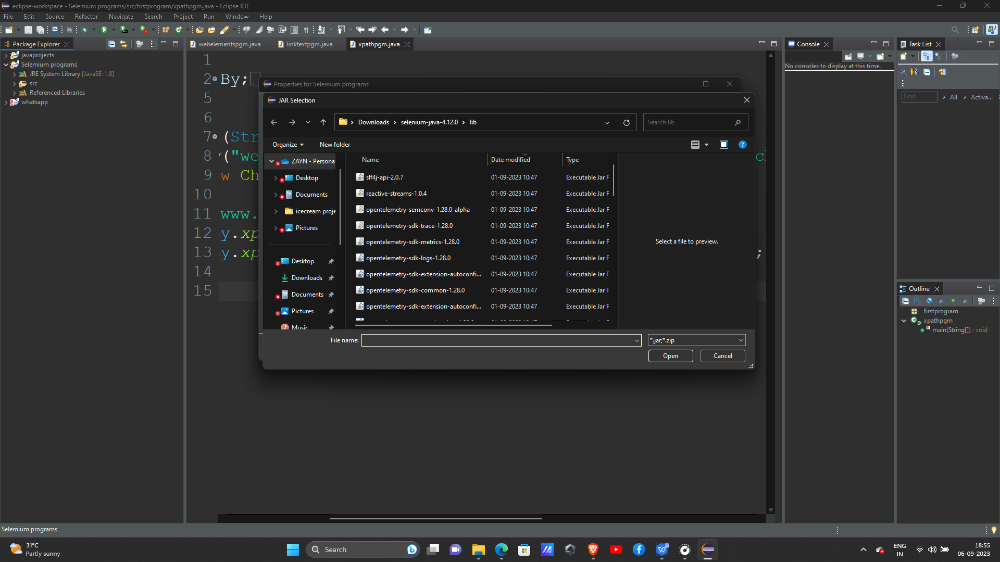 eclipse-workspace - Selemium programs/src/firstprogram/xpathpgm.java - Eclipse IDE
File Edit Source Refactor Navigate Search Project Run Window Help
Package Explorer
webelementspgm.java linktextpgm.java xpathpgm.java
Console
Task List
javaprojects
Selemium programs
JRE System Library [JavaSE-1.8]
src
Referenced Libraries
whatsapp
No consoles to display at this time.
Find All Activa...
1
2 By;
5
6
7 (Str
8 ("we
9 w Ch
10
11 www.
12 y.xp
13 y.xp ;
14
15
Properties for Selemium programs
JAR Selection
Downloads › selenium-java-4.12.0 › lib
Search lib
Organize New folder
ZAYN - Persona
Desktop
Documents
icecream proje
Pictures
Desktop
Downloads
Documents
Pictures
Music
Name Date modified Type
slf4j-api-2.0.7 01-09-2023 10:47 Executable Jar F
reactive-streams-1.0.4 01-09-2023 10:47 Executable Jar F
opentelemetry-semconv-1.28.0-alpha 01-09-2023 10:47 Executable Jar F
opentelemetry-sdk-trace-1.28.0 01-09-2023 10:47 Executable Jar F
opentelemetry-sdk-metrics-1.28.0 01-09-2023 10:47 Executable Jar F
opentelemetry-sdk-logs-1.28.0 01-09-2023 10:47 Executable Jar F
opentelemetry-sdk-extension-autoconfi... 01-09-2023 10:47 Executable Jar F
opentelemetry-sdk-common-1.28.0 01-09-2023 10:47 Executable Jar F
opentelemetry-sdk-extension-autoconfi... 01-09-2023 10:47 Executable Jar F
Select a file to preview.
File name:
*.jar;*.zip
Open Cancel
Outline
firstprogram
xpathpgm
main(String[]) : void
Selemium programs
31°C
Partly sunny
Search
ENG
IN
18:55
06-09-2023